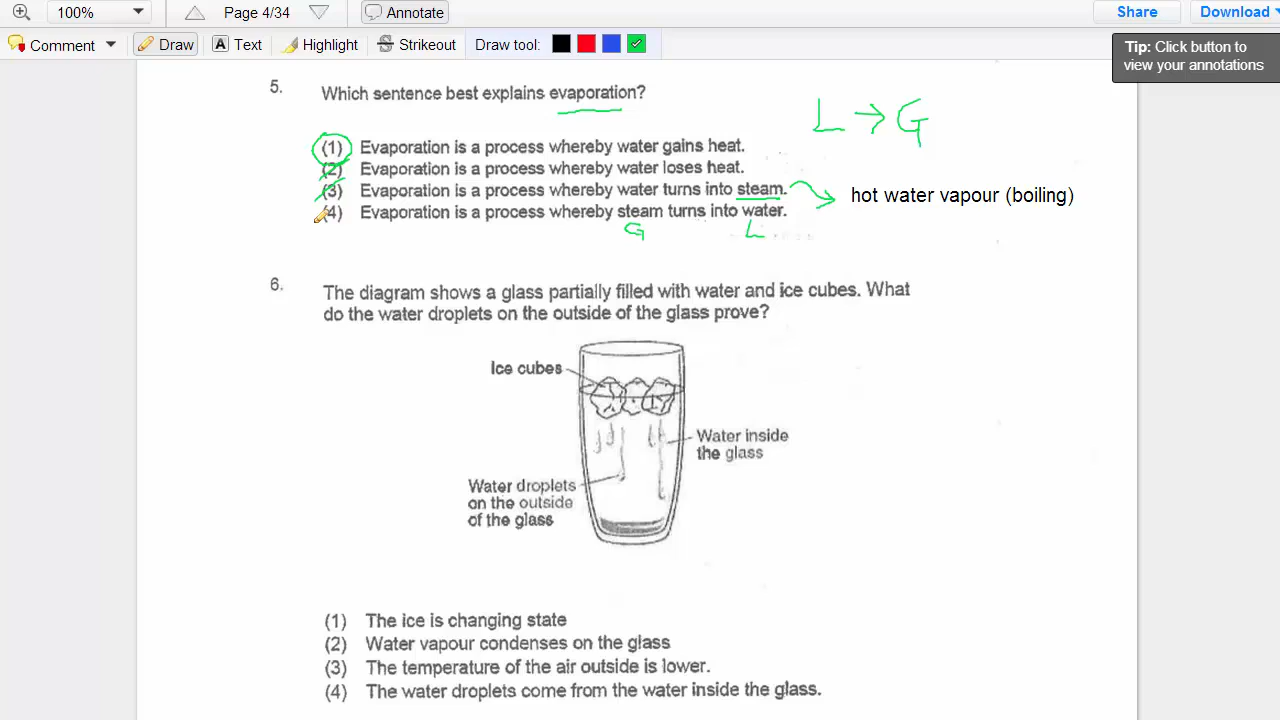 100% Page 4/34 Annotate Share Download
Comment Draw Text Highlight Strikeout Draw tool:
Tip: Click button to
view your annotations
5. Which sentence best explains evaporation?
L → G
(1) Evaporation is a process whereby water gains heat.
(2) Evaporation is a process whereby water loses heat.
(3) Evaporation is a process whereby water turns into steam.
hot water vapour (boiling)
(4) Evaporation is a process whereby steam turns into water.
G L
6. The diagram shows a glass partially filled with water and ice cubes. What
do the water droplets on the outside of the glass prove?
Ice cubes
Water inside
the glass
Water droplets
on the outside
of the glass
(1) The ice is changing state
(2) Water vapour condenses on the glass
(3) The temperature of the air outside is lower.
(4) The water droplets come from the water inside the glass.